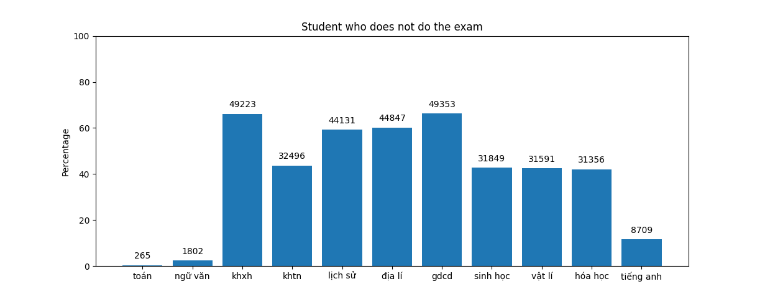 Student who does not do the exam
Percentage
100
80
60
40
20
0
265
1802
49223
32496
44131
44847
49353
31849
31591
31356
8709
toán
ngữ văn
khxh
khtn
lịch sử
địa lí
gdcd
sinh học
vật lí
hóa học
tiếng anh